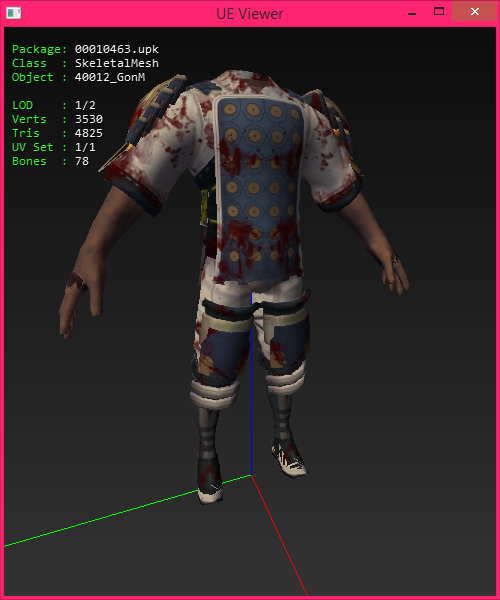 UE Viewer
Package: 00010463.upk
Class  : SkeletalMesh
Object : 40012_GonM
LOD    : 1/2
Verts  : 3530
Tris   : 4825
UV Set : 1/1
Bones  : 78